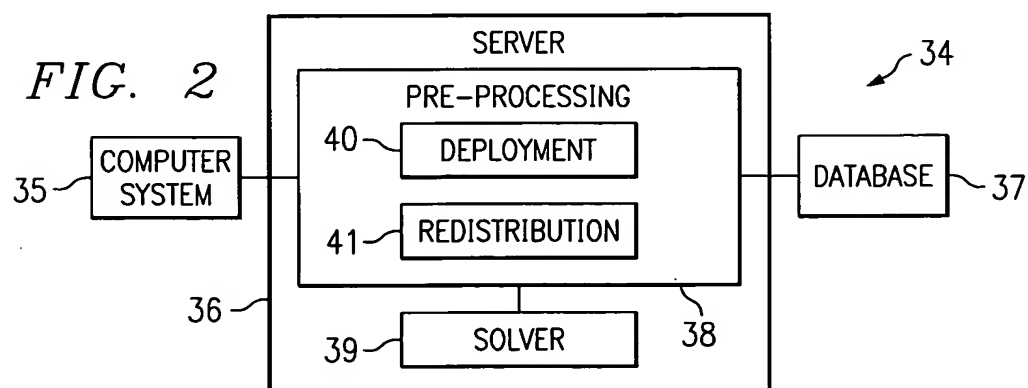 FIG. 2
SERVER
34
PRE-PROCESSING
40
DEPLOYMENT
35
COMPUTER
SYSTEM
DATABASE
37
41
REDISTRIBUTION
36
38
39
SOLVER